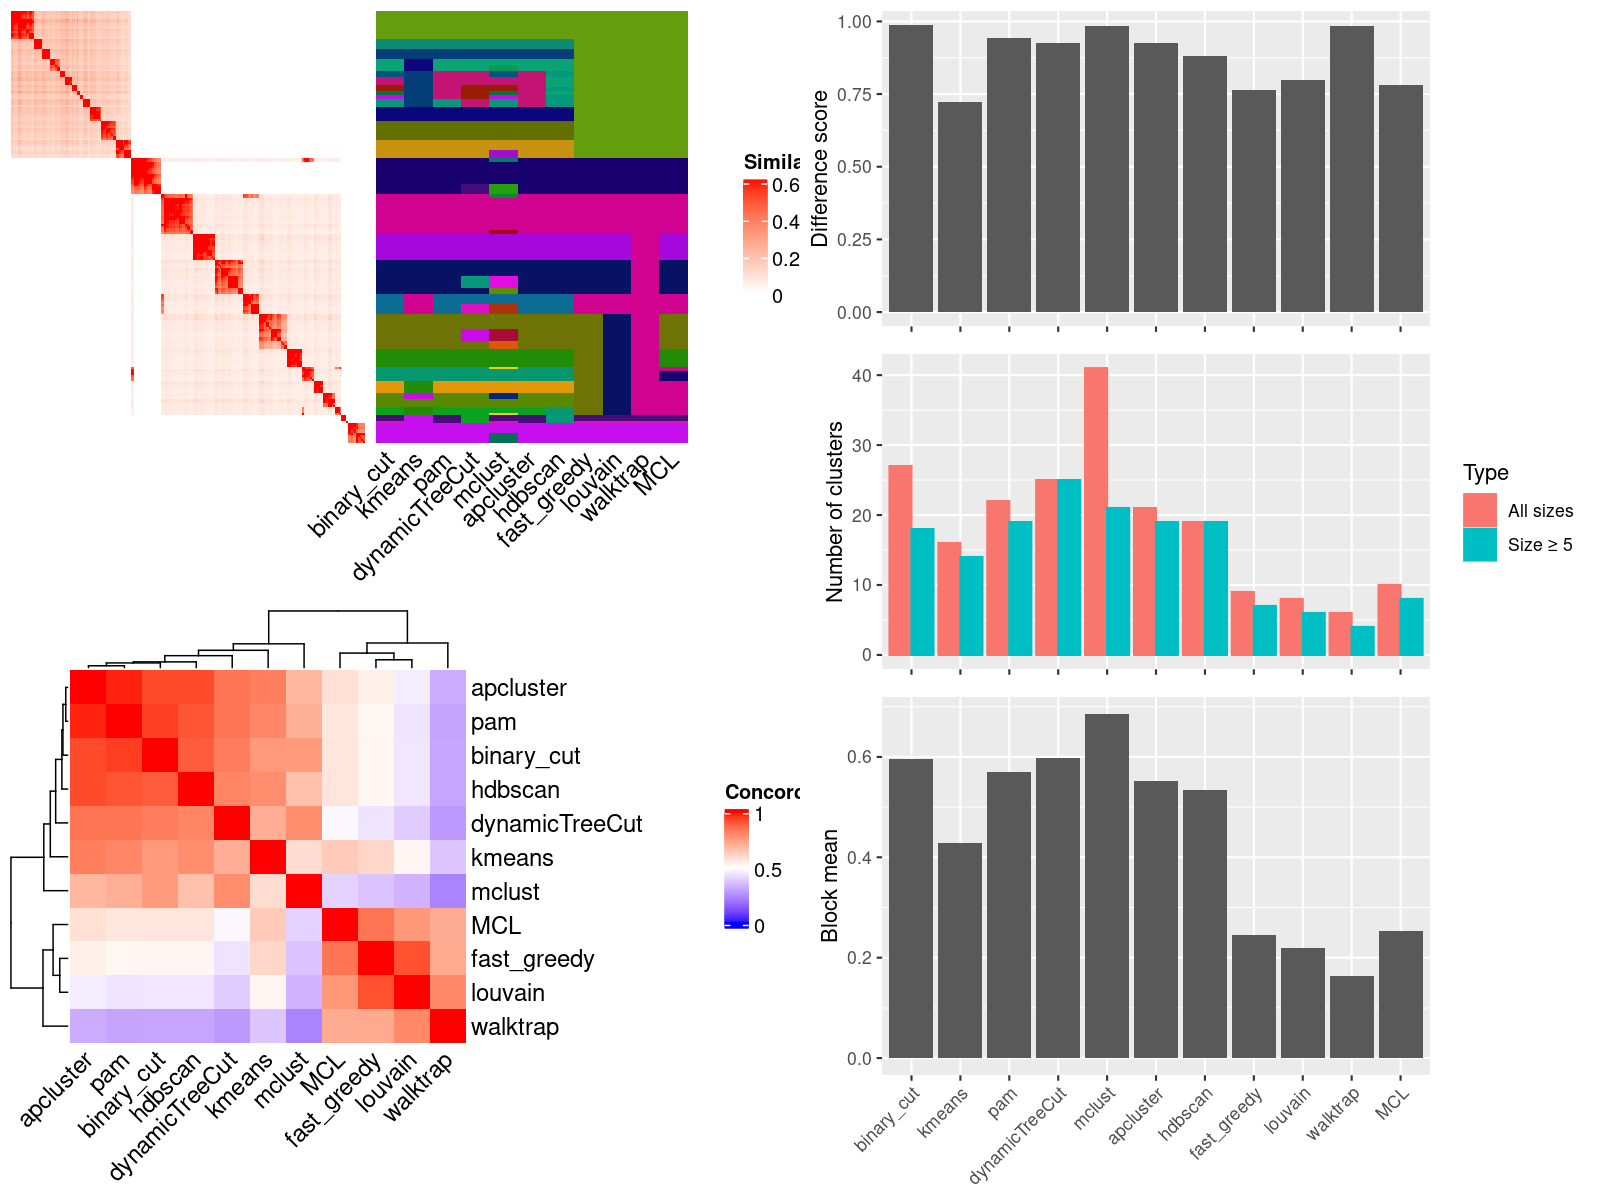 Simila
0.6
0.4
0.2
0
binary_cut
kmeans
pam
dynamicTreeCut
mclust
apcluster
hdbscan
fast_greedy
louvain
walktrap
MCL
apcluster
pam
binary_cut
hdbscan
dynamicTreeCut
kmeans
mclust
MCL
fast_greedy
louvain
walktrap
Concord
1
0.5
0
apcluster
pam
binary_cut
hdbscan
dynamicTreeCut
kmeans
mclust
MCL
fast_greedy
louvain
walktrap
Difference score
1.00
0.75
0.50
0.25
0.00
Number of clusters
40
30
20
10
0
Type
All sizes
Size ≥ 5
Block mean
0.6
0.4
0.2
0.0
binary_cut
kmeans
pam
dynamicTreeCut
mclust
apcluster
hdbscan
fast_greedy
louvain
walktrap
MCL